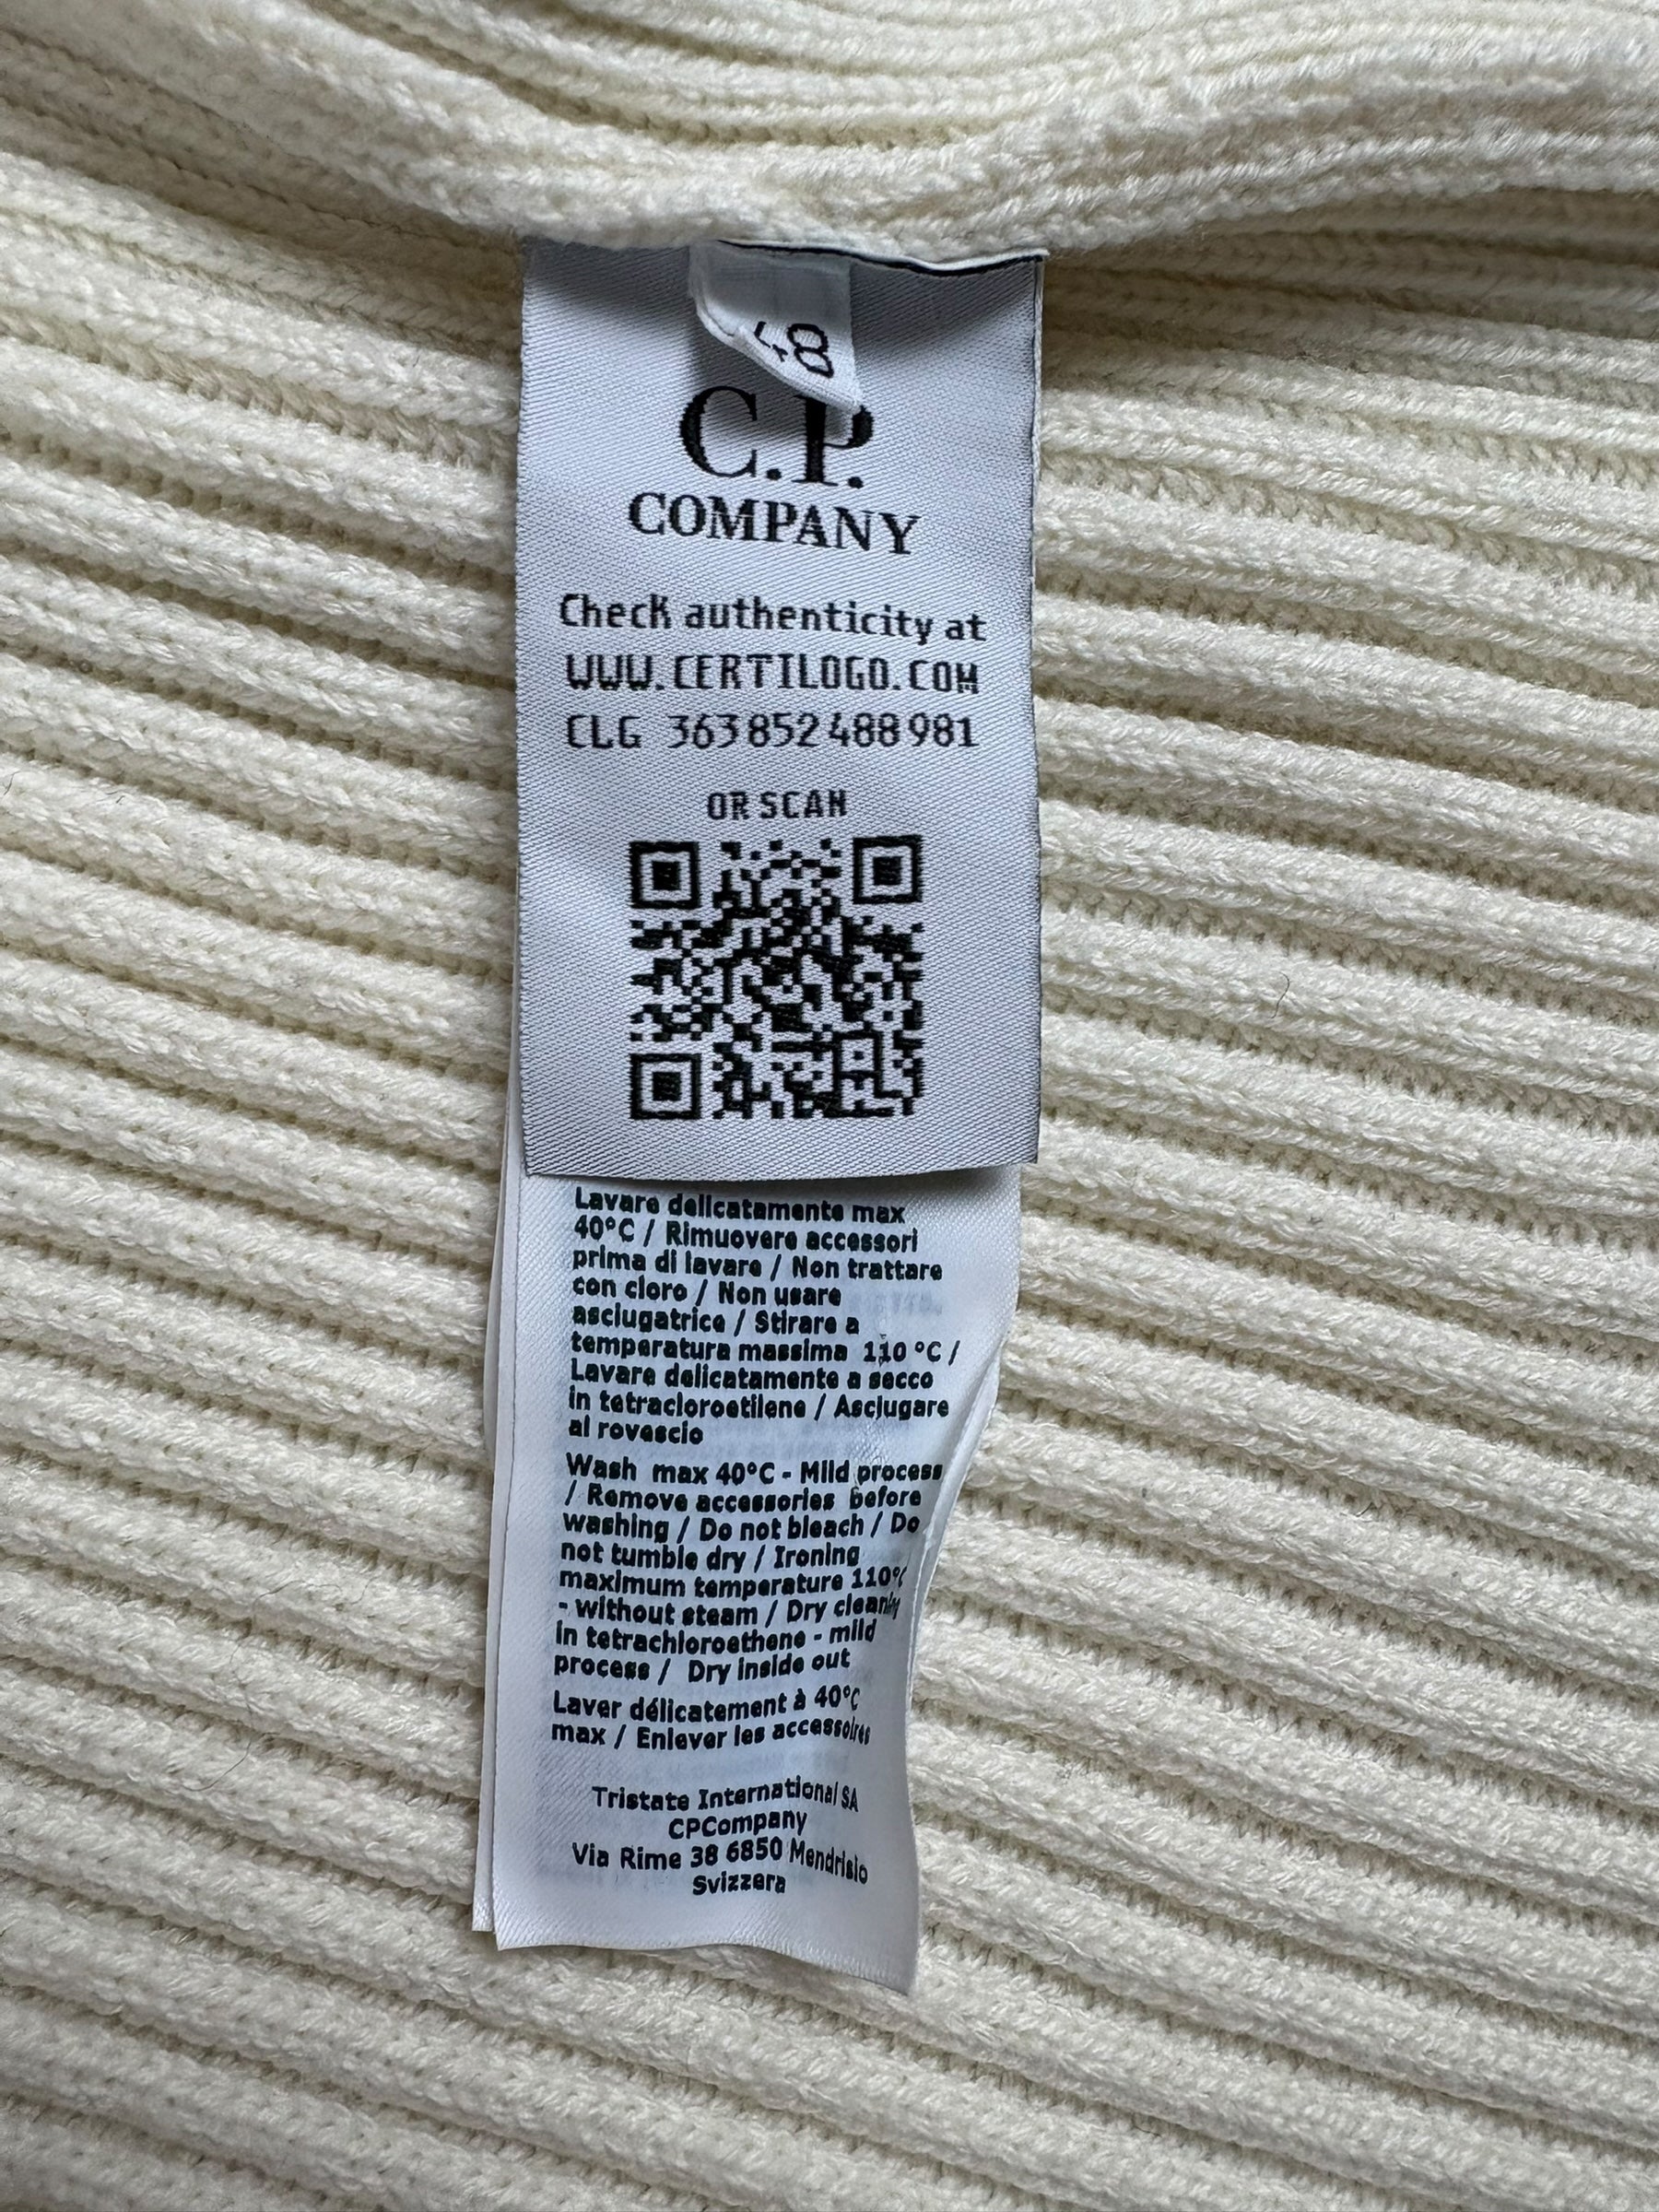 48
C.P.
COMPANY
Check authenticity at
WWW.CERTILOGO.COM
CLG 363 852 488 981
OR SCAN
Lavare delicatamente max
40°C / Rimuovere accessori
prima di lavare / Non trattare
con cloro / Non usare
asciugatrice / Stirare a
temperatura massima 110 °C /
Lavare delicatamente a secco
in tetracloroetilene / Asciugare
al rovescio
Wash max 40°C - Mild process
/ Remove accessories before
washing / Do not bleach / Do
not tumble dry / Ironing
maximum temperature 110°C
- without steam / Dry cleaning
in tetrachloroethene - mild
process / Dry inside out
Laver délicatement à 40°C
max / Enlever les accessoires
Tristate International SA
CPCompany
Via Rime 38 6850 Mendrisio
Svizzera